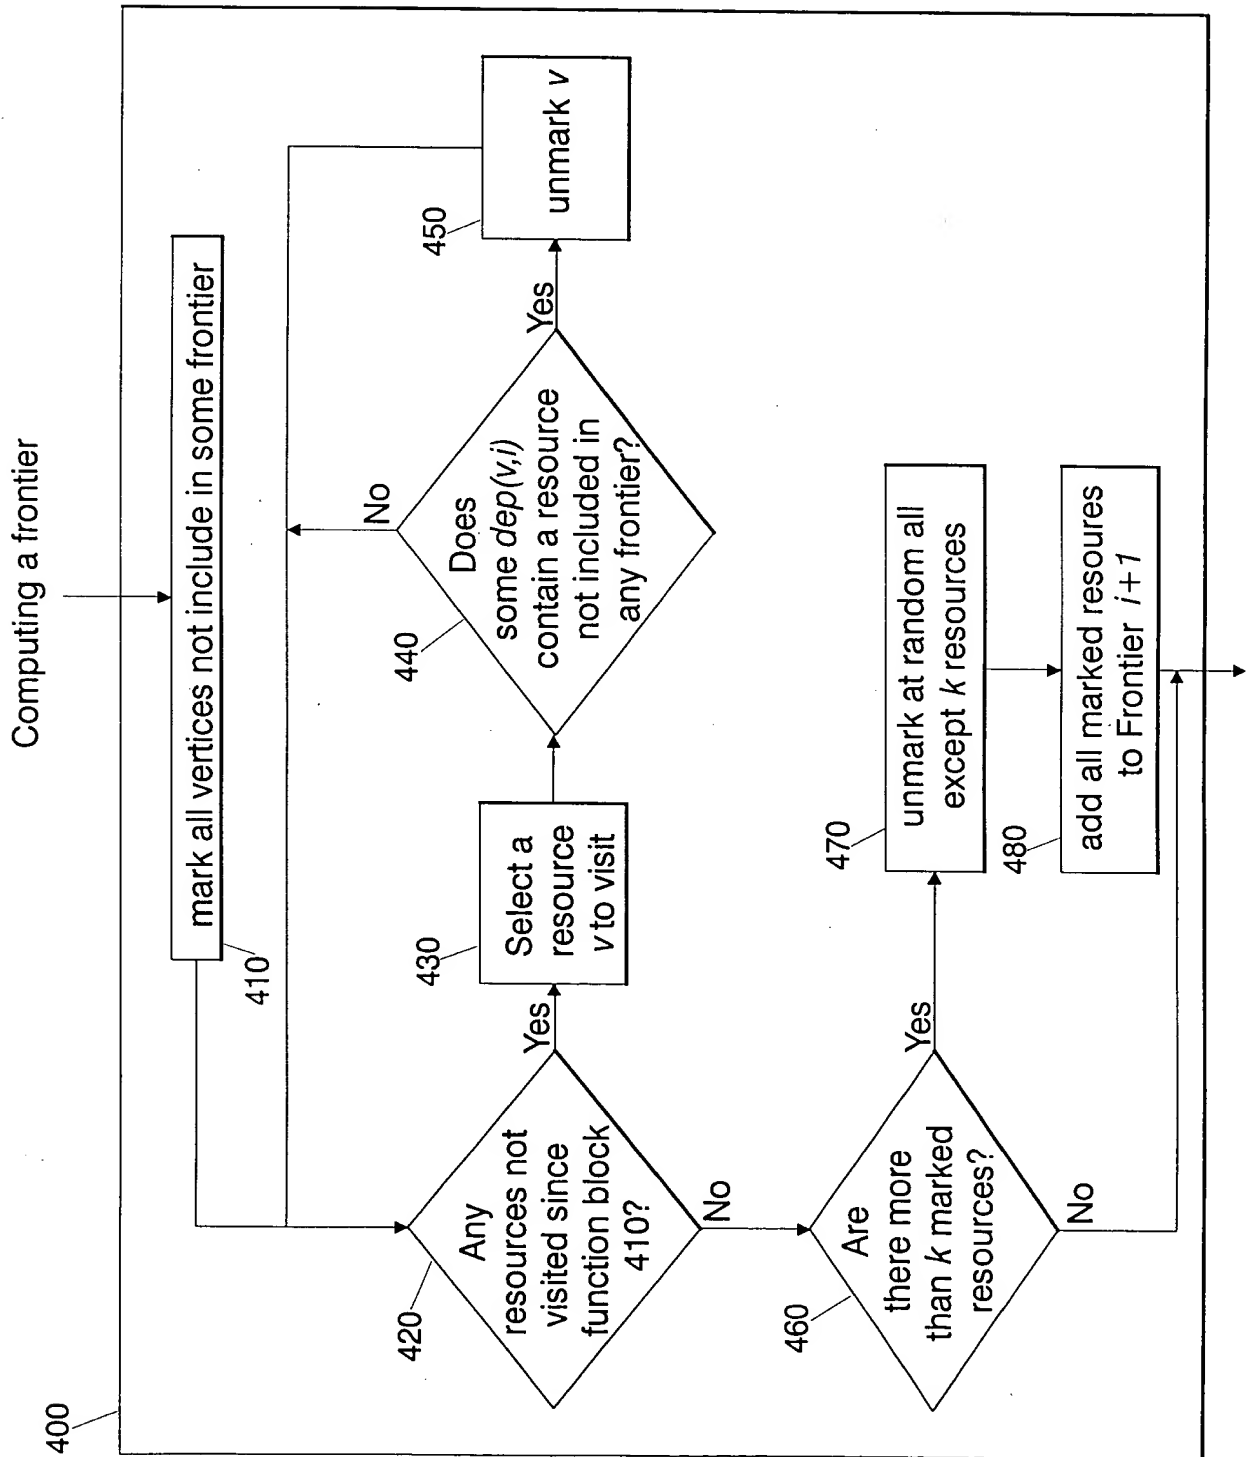 Computing a frontier
400
mark all vertices not include in some frontier
410
Any
resources not
visited since
function block
410?
420
Yes
No
Select a
resource
v to visit
430
Does
some dep(v,i)
contain a resource
not included in
any frontier?
440
No
Yes
unmark v
450
Are
there more
than k marked
resources?
460
Yes
No
unmark at random all
except k resources
470
add all marked resoures
to Frontier i+1
480